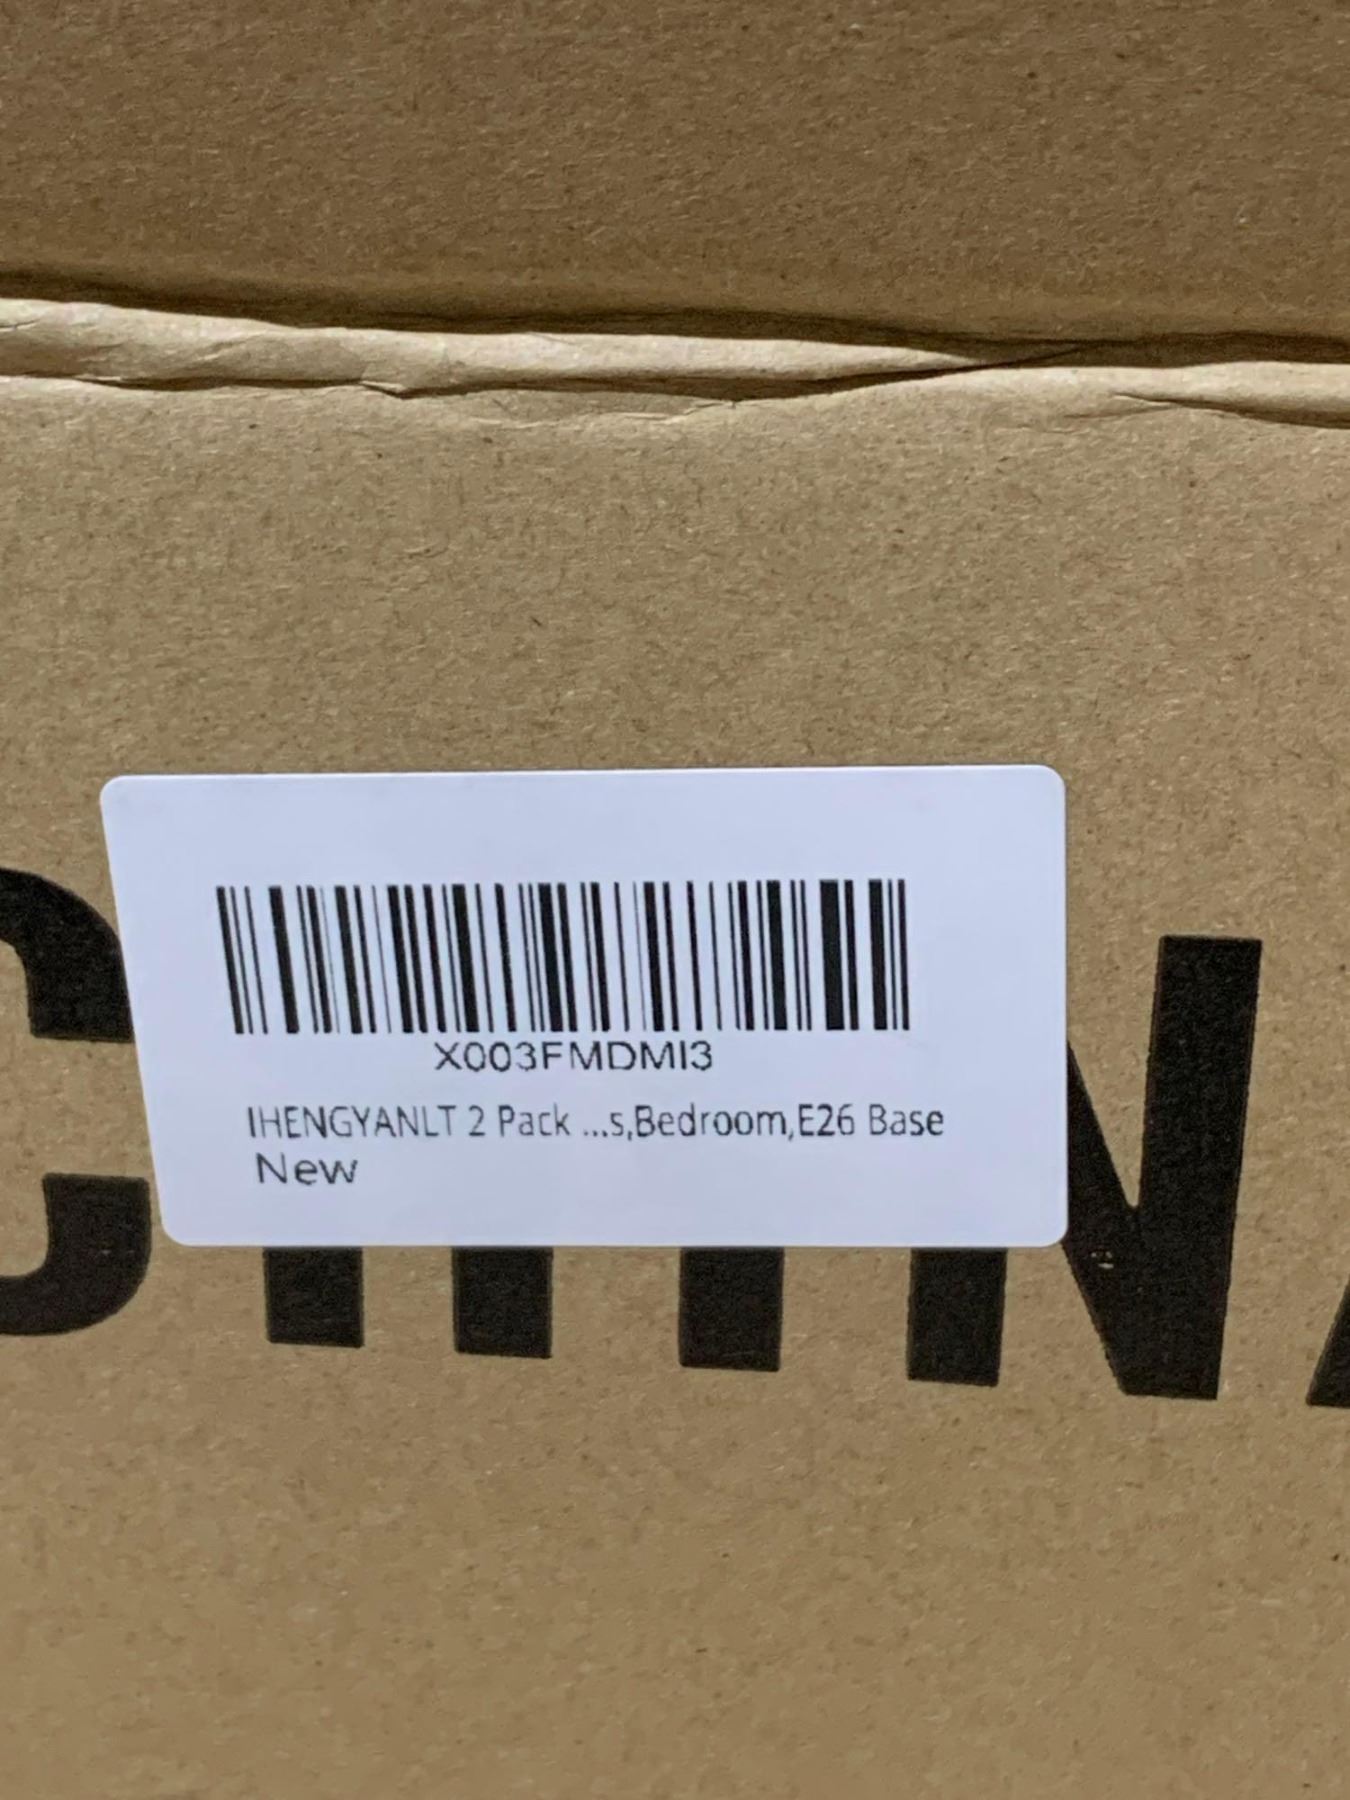 X003FMDMI3
IHENGYANLT 2 Pack ...s,Bedroom,E26 Base
New